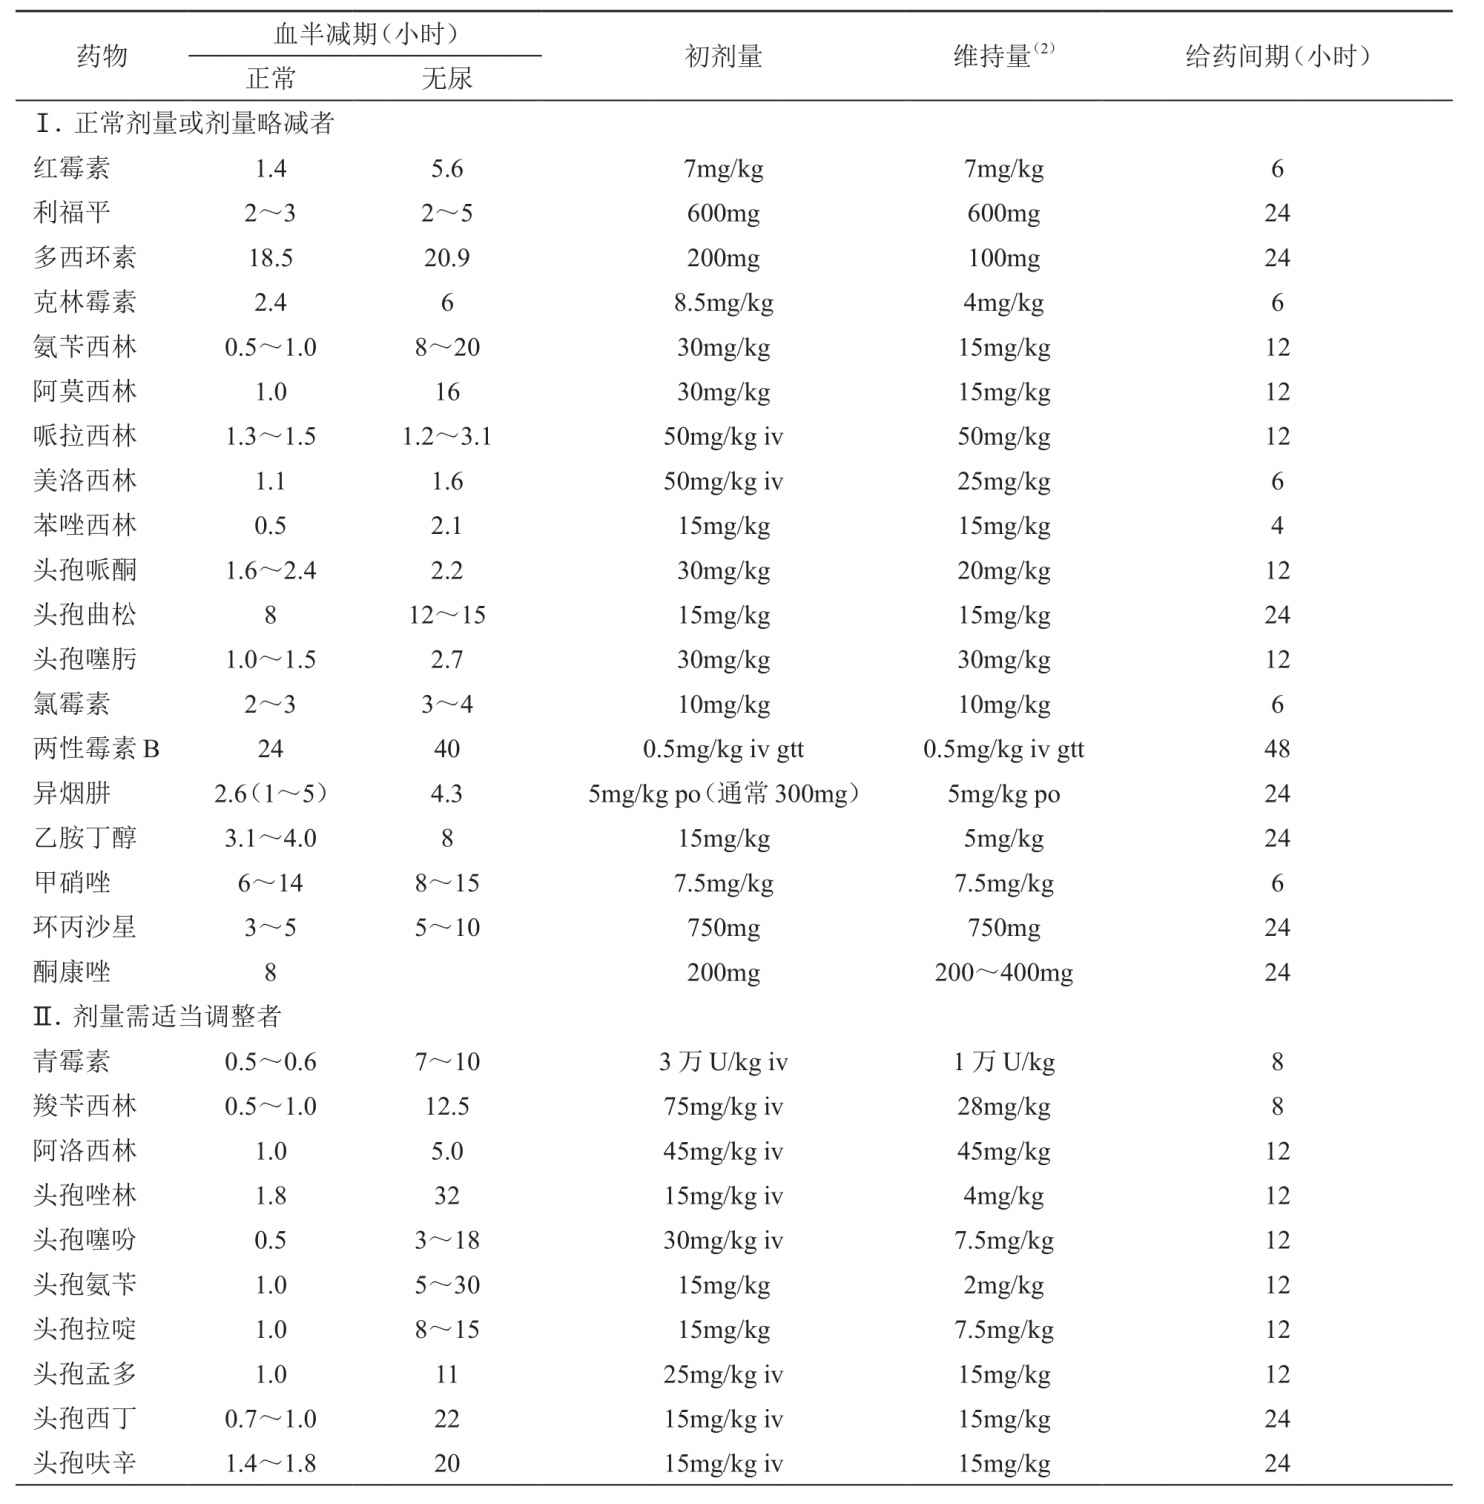 药物 血半减期（小时） 初剂量 维持量(2) 给药间期（小时）
正常 无尿
Ⅰ. 正常剂量或剂量略减者
红霉素 1.4 5.6 7mg/kg 7mg/kg 6
利福平 2～3 2～5 600mg 600mg 24
多西环素 18.5 20.9 200mg 100mg 24
克林霉素 2.4 6 8.5mg/kg 4mg/kg 6
氨苄西林 0.5～1.0 8～20 30mg/kg 15mg/kg 12
阿莫西林 1.0 16 30mg/kg 15mg/kg 12
哌拉西林 1.3～1.5 1.2～3.1 50mg/kg iv 50mg/kg 12
美洛西林 1.1 1.6 50mg/kg iv 25mg/kg 6
苯唑西林 0.5 2.1 15mg/kg 15mg/kg 4
头孢哌酮 1.6～2.4 2.2 30mg/kg 20mg/kg 12
头孢曲松 8 12～15 15mg/kg 15mg/kg 24
头孢噻肟 1.0～1.5 2.7 30mg/kg 30mg/kg 12
氯霉素 2～3 3～4 10mg/kg 10mg/kg 6
两性霉素 B 24 40 0.5mg/kg iv gtt 0.5mg/kg iv gtt 48
异烟肼 2.6（1～5） 4.3 5mg/kg po（通常 300mg） 5mg/kg po 24
乙胺丁醇 3.1～4.0 8 15mg/kg 5mg/kg 24
甲硝唑 6～14 8～15 7.5mg/kg 7.5mg/kg 6
环丙沙星 3～5 5～10 750mg 750mg 24
酮康唑 8 200mg 200～400mg 24
Ⅱ. 剂量需适当调整者
青霉素 0.5～0.6 7～10 3 万 U/kg iv 1 万 U/kg 8
羧苄西林 0.5～1.0 12.5 75mg/kg iv 28mg/kg 8
阿洛西林 1.0 5.0 45mg/kg iv 45mg/kg 12
头孢唑林 1.8 32 15mg/kg iv 4mg/kg 12
头孢噻吩 0.5 3～18 30mg/kg iv 7.5mg/kg 12
头孢氨苄 1.0 5～30 15mg/kg 2mg/kg 12
头孢拉啶 1.0 8～15 15mg/kg 7.5mg/kg 12
头孢孟多 1.0 11 25mg/kg iv 15mg/kg 12
头孢西丁 0.7～1.0 22 15mg/kg iv 15mg/kg 24
头孢呋辛 1.4～1.8 20 15mg/kg iv 15mg/kg 24